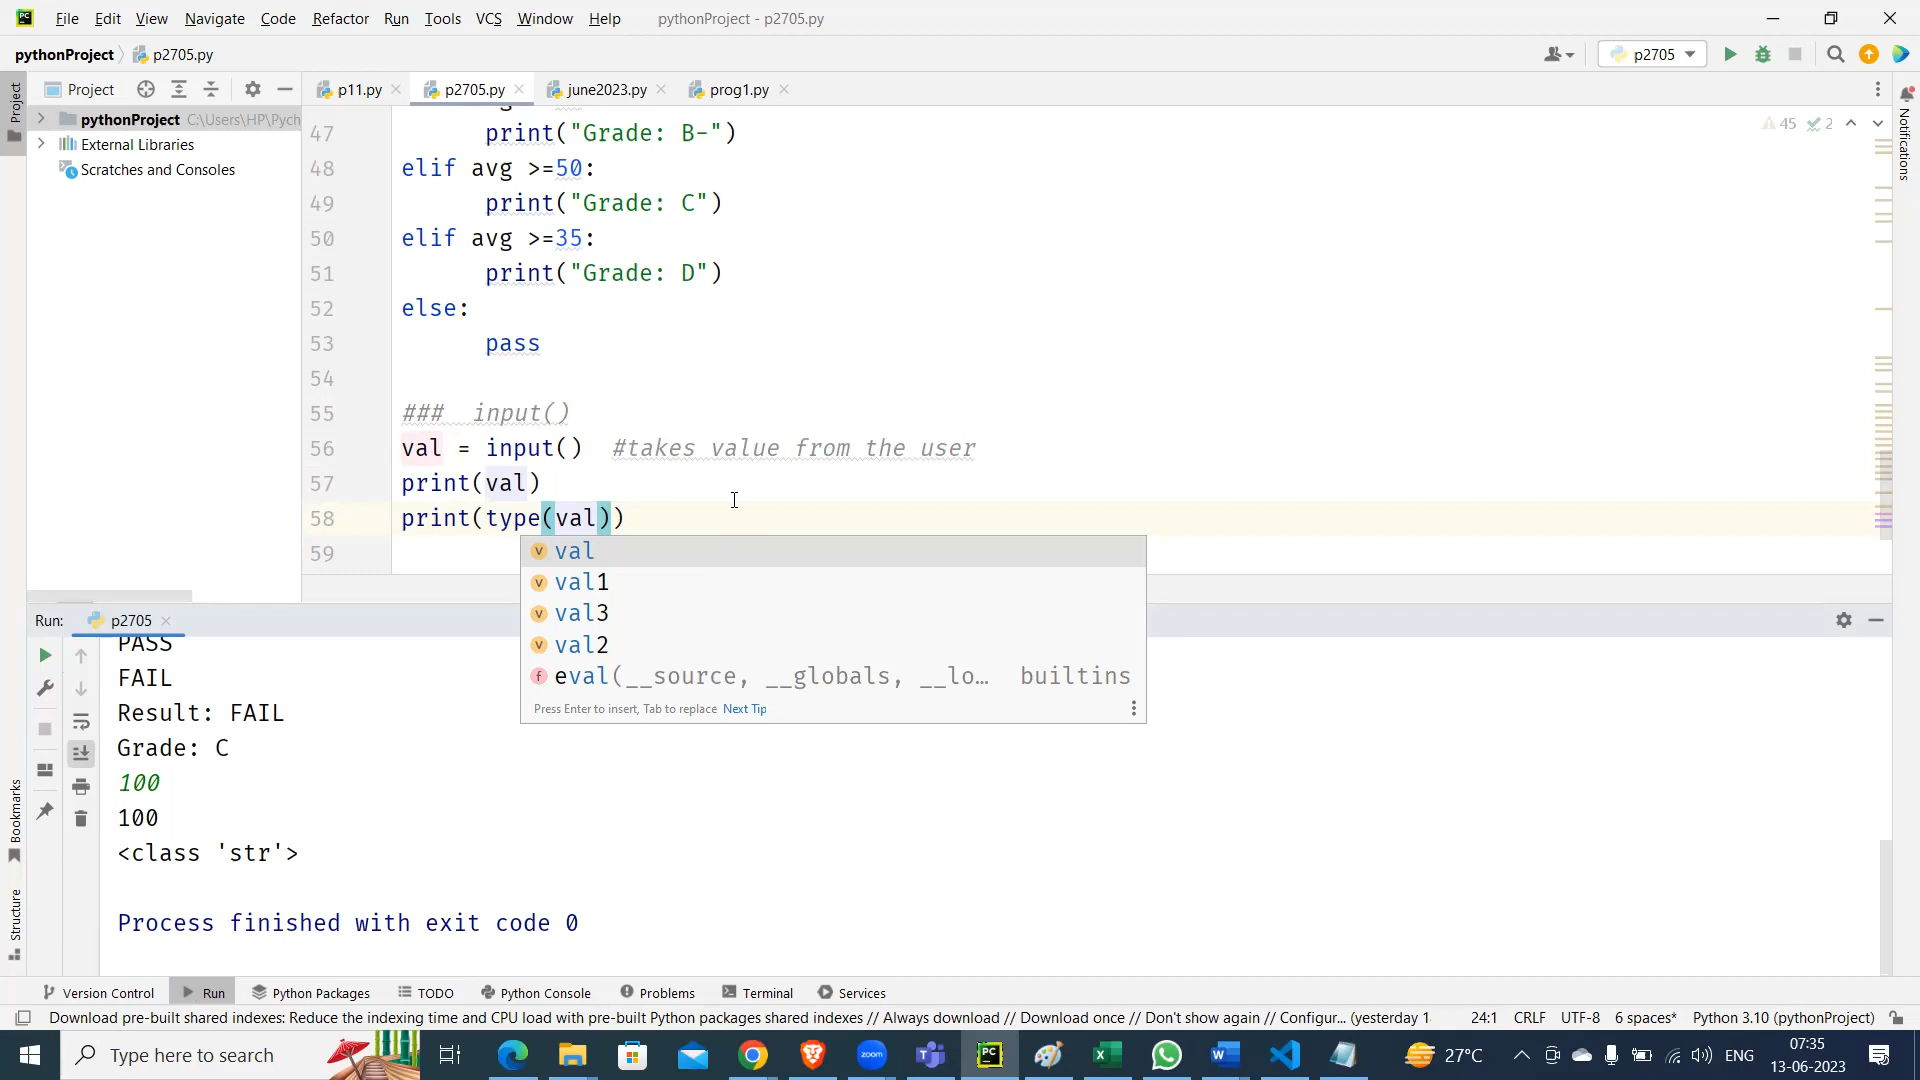 File Edit View Navigate Code Refactor Run Tools VCS Window Help pythonProject - p2705.py
pythonProject p2705.py p2705
Project p11.py p2705.py june2023.py prog1.py
Project
pythonProject C:\Users\HP\Pych
External Libraries
Scratches and Consoles
Notifications
45 2
47 print("Grade: B-")
48 elif avg >=50:
49 print("Grade: C")
50 elif avg >=35:
51 print("Grade: D")
52 else:
53 pass
54
55 ### input()
56 val = input() #takes value from the user
57 print(val)
58 print(type(val))
59
val
val1
val3
val2
eval(__source, __globals, __lo... builtins
Press Enter to insert, Tab to replace Next Tip
Run: p2705
PASS
FAIL
Result: FAIL
Grade: C
100
100
<class 'str'>
Process finished with exit code 0
Bookmarks
Structure
Version Control Run Python Packages TODO Python Console Problems Terminal Services
Download pre-built shared indexes: Reduce the indexing time and CPU load with pre-built Python packages shared indexes // Always download // Download once // Don't show again // Configur... (yesterday 1 24:1 CRLF UTF-8 6 spaces* Python 3.10 (pythonProject)
Type here to search zoom 27°C ENG 07:35
13-06-2023